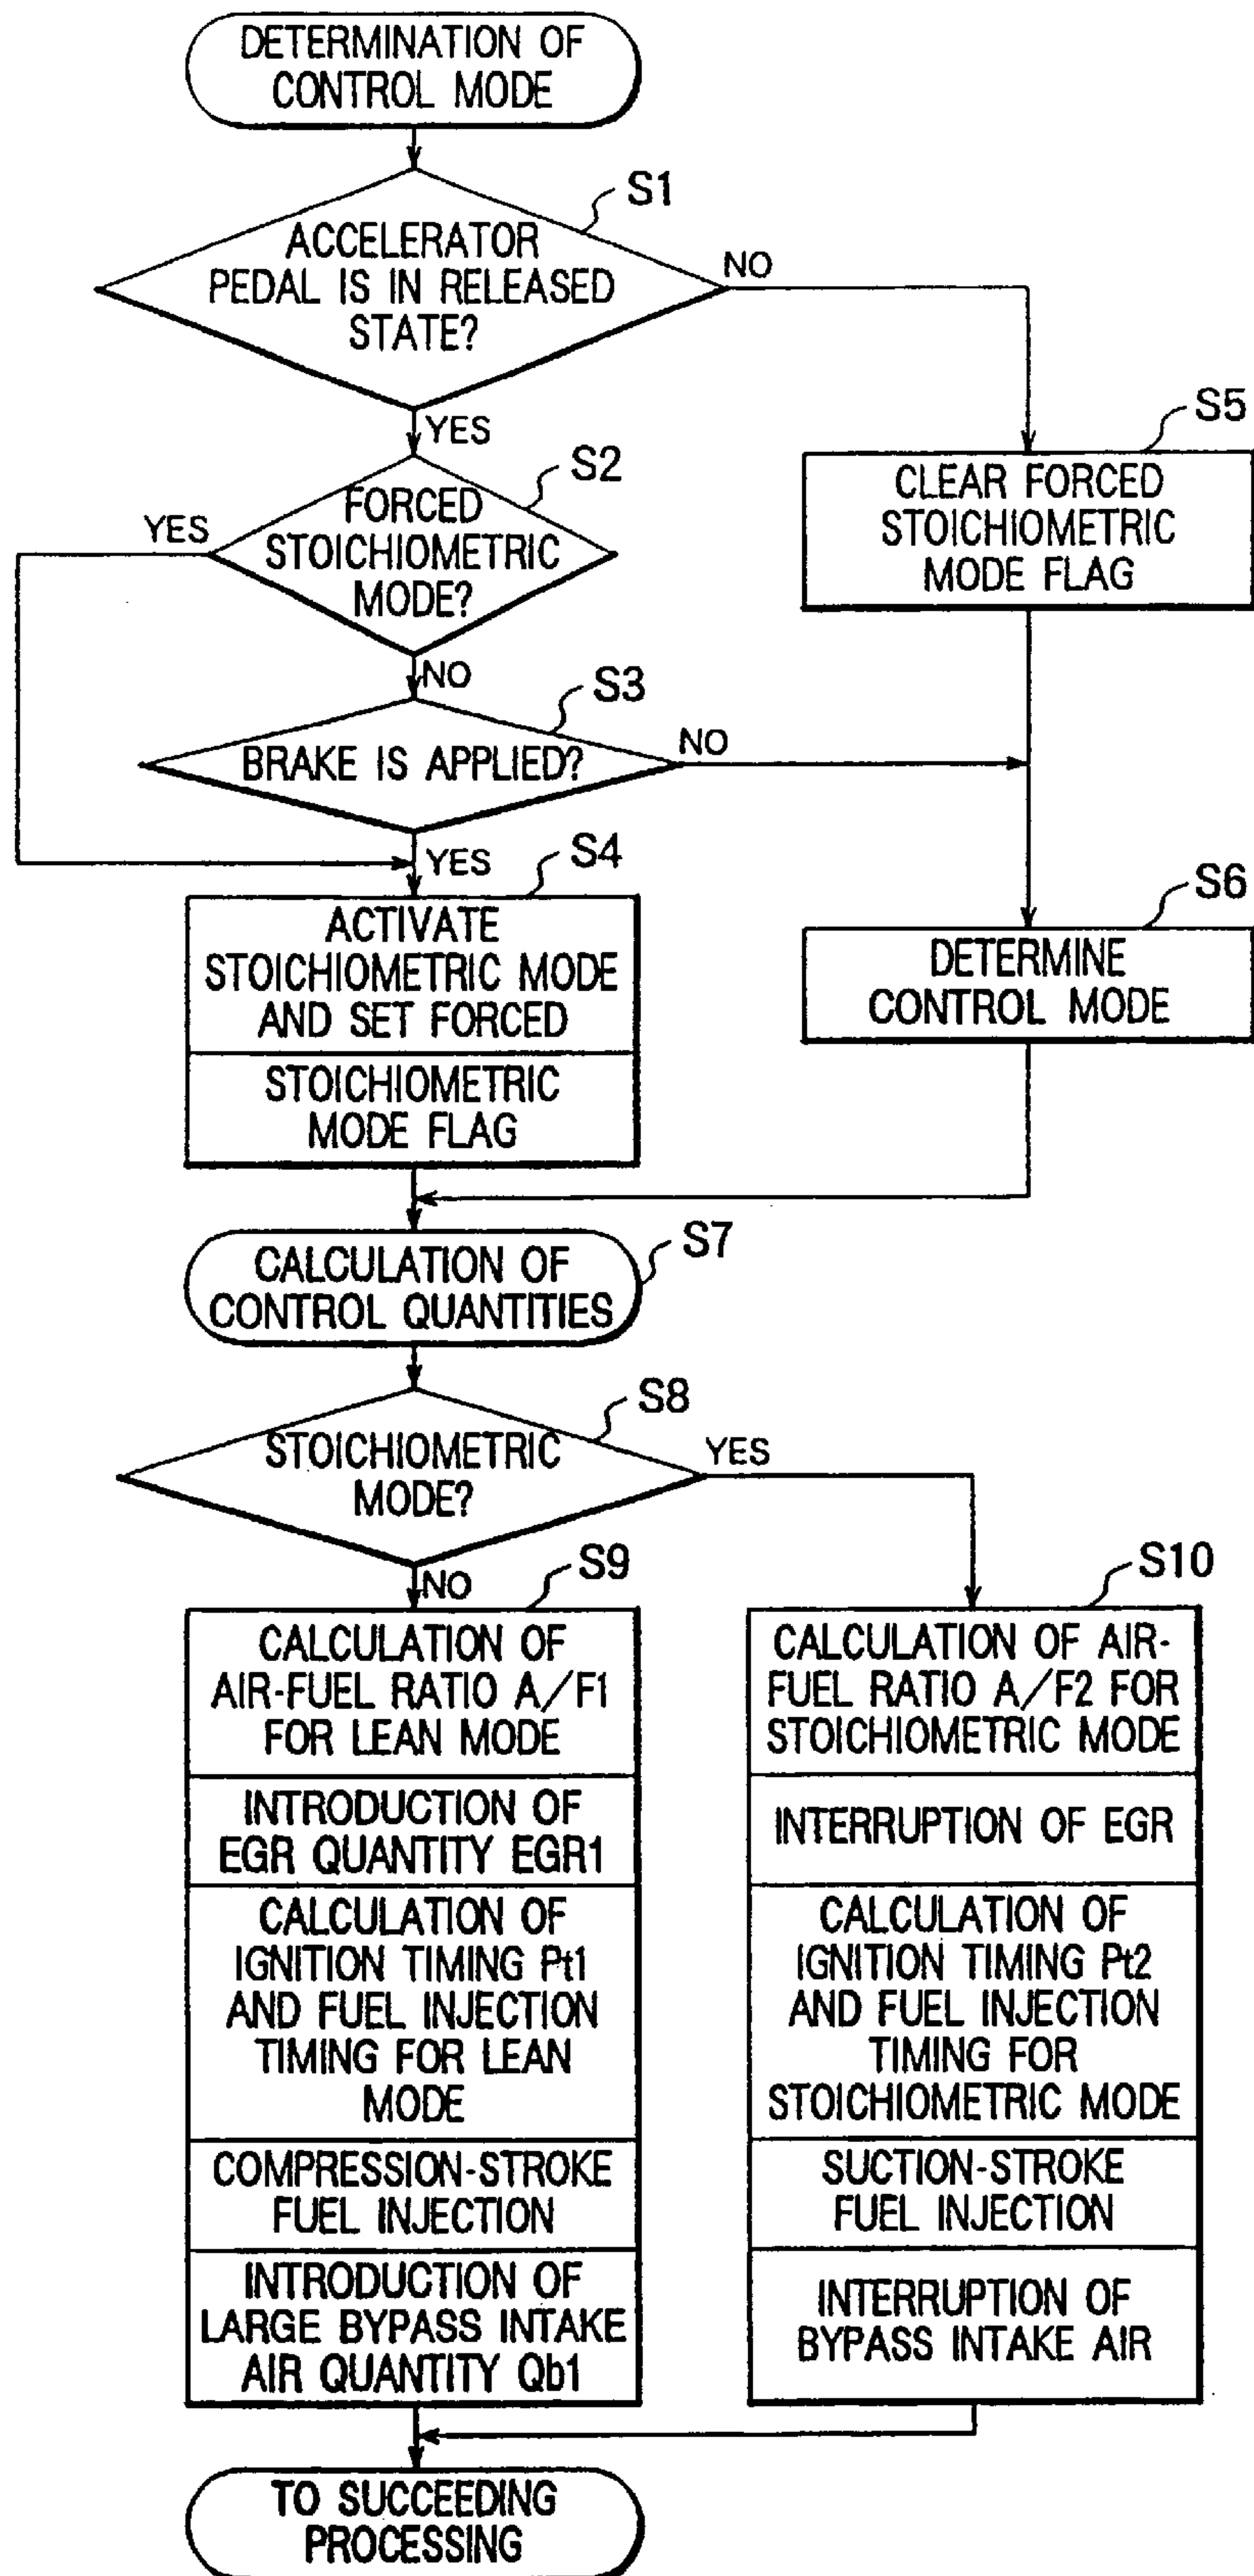 DETERMINATION OF
CONTROL MODE
S1
ACCELERATOR
PEDAL IS IN RELEASED
STATE?
NO
YES
S5
CLEAR FORCED
STOICHIOMETRIC
MODE FLAG
S2
FORCED
STOICHIOMETRIC
MODE?
YES
NO
S3
BRAKE IS APPLIED?
NO
YES
S4
ACTIVATE
STOICHIOMETRIC MODE
AND SET FORCED
STOICHIOMETRIC
MODE FLAG
S6
DETERMINE
CONTROL MODE
S7
CALCULATION OF
CONTROL QUANTITIES
S8
STOICHIOMETRIC
MODE?
YES
NO
S9
CALCULATION OF
AIR-FUEL RATIO A/F1
FOR LEAN MODE
INTRODUCTION OF
EGR QUANTITY EGR1
CALCULATION OF
IGNITION TIMING Pt1
AND FUEL INJECTION
TIMING FOR LEAN
MODE
COMPRESSION-STROKE
FUEL INJECTION
INTRODUCTION OF
LARGE BYPASS INTAKE
AIR QUANTITY Qb1
S10
CALCULATION OF AIR-
FUEL RATIO A/F2 FOR
STOICHIOMETRIC MODE
INTERRUPTION OF EGR
CALCULATION OF
IGNITION TIMING Pt2
AND FUEL INJECTION
TIMING FOR
STOICHIOMETRIC MODE
SUCTION-STROKE
FUEL INJECTION
INTERRUPTION OF
BYPASS INTAKE AIR
TO SUCCEEDING
PROCESSING